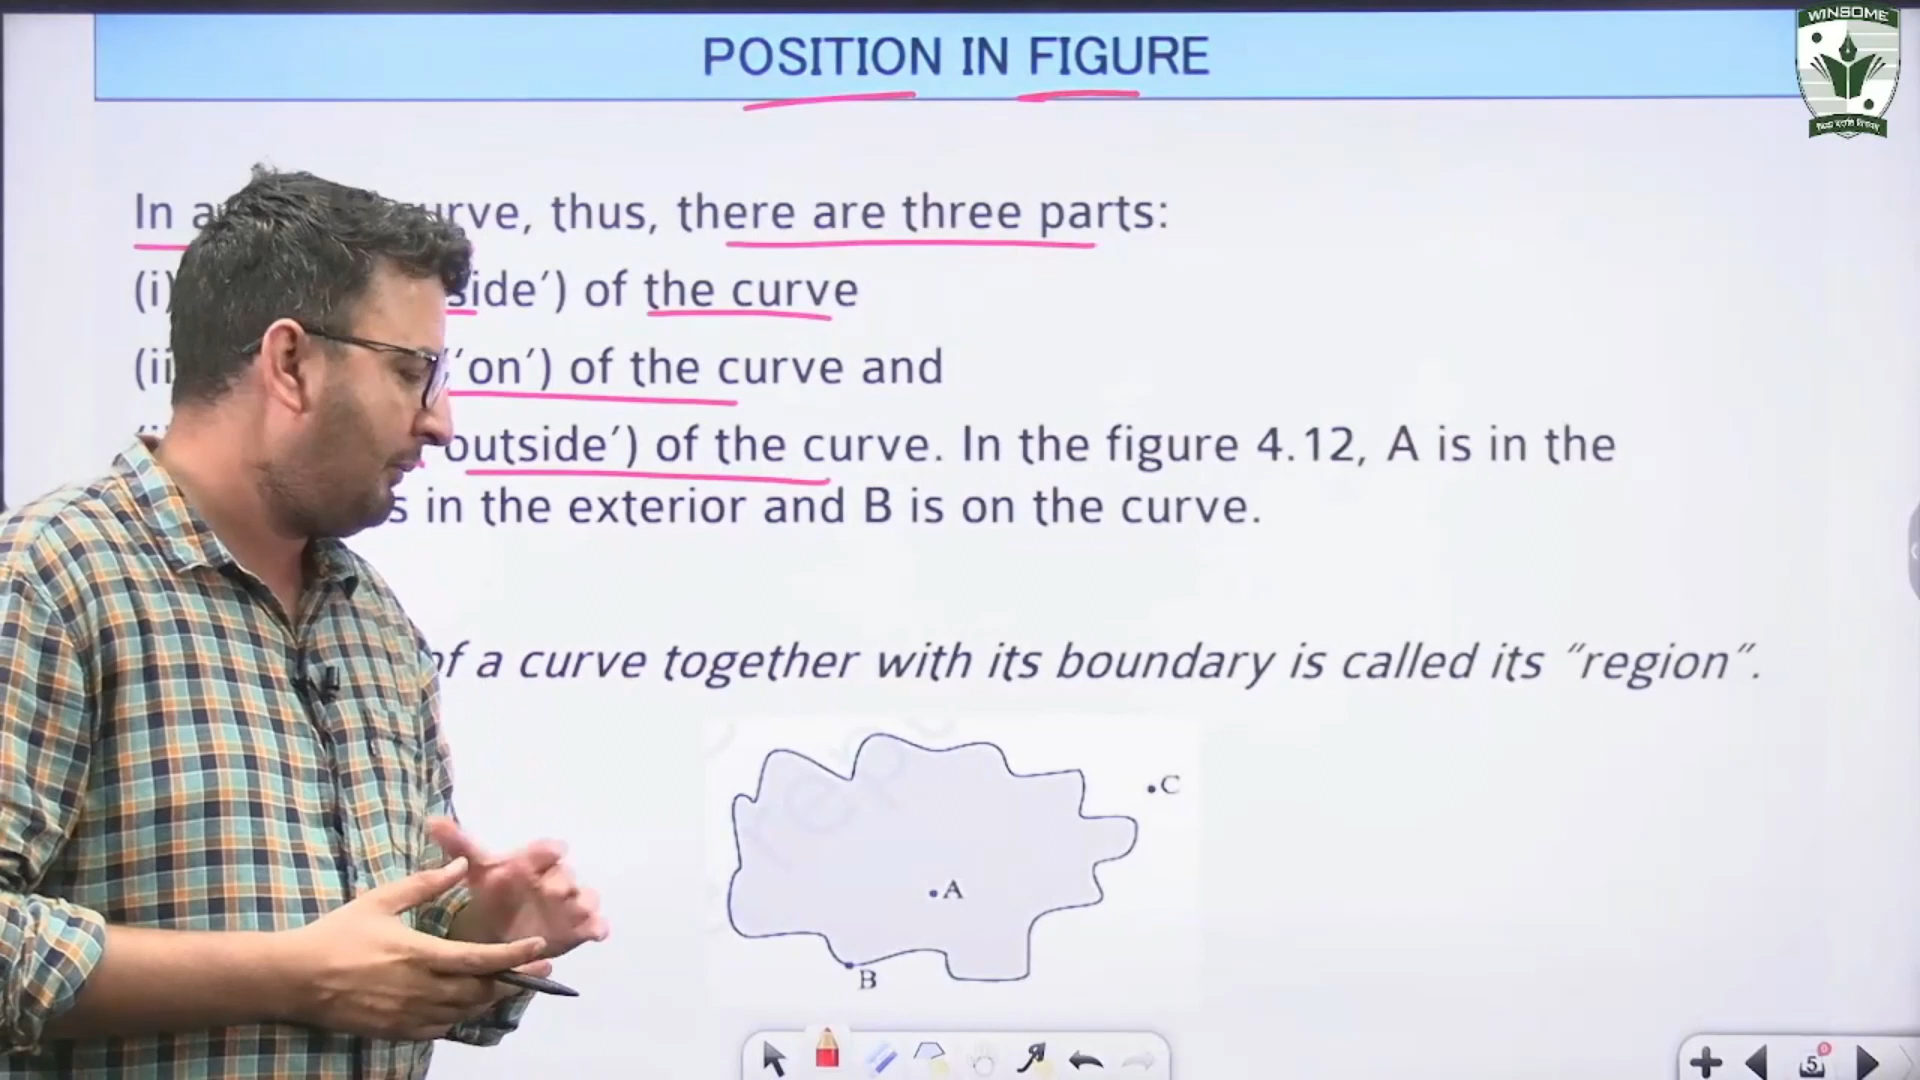 WINSOME
POSITION IN FIGURE
In a urve, thus, there are three parts:
(i) side′) of the curve
(ii ‘on′) of the curve and
outside′) of the curve. In the figure 4.12, A is in the
s in the exterior and B is on the curve.
of a curve together with its boundary is called its “region”.
C
A
B
5
0